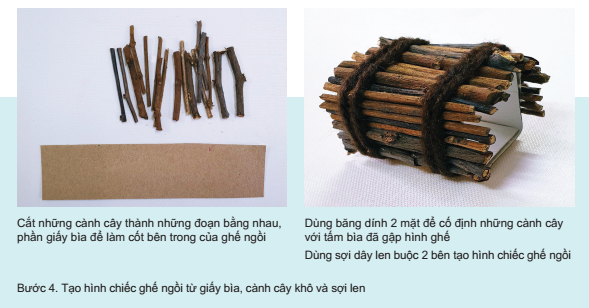 Cắt những cành cây thành những đoạn bằng nhau,
phần giấy bìa để làm cốt bên trong của ghế ngồi
Dùng băng dính 2 mặt để cố định những cành cây
với tấm bìa đã gập hình ghế
Dùng sợi dây len buộc 2 bên tạo hình chiếc ghế ngồi
Bước 4. Tạo hình chiếc ghế ngồi từ giấy bìa, cành cây khô và sợi len